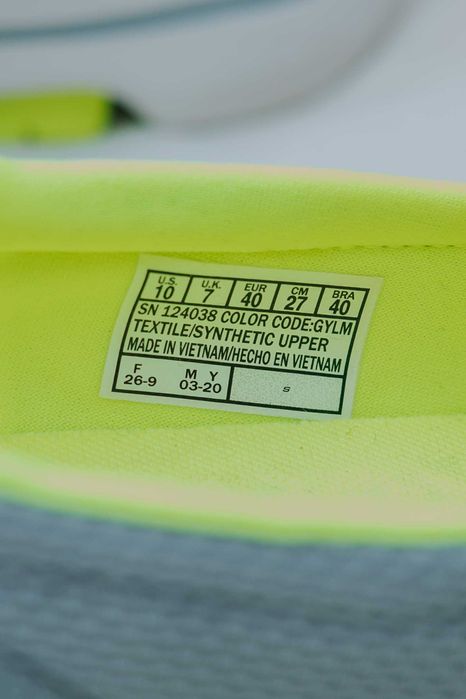 U.S. U.K. EUR CM BRA
10 7 40 27 40
SN 124038 COLOR CODE:GYLM
TEXTILE/SYNTHETIC UPPER
MADE IN VIETNAM/HECHO EN VIETNAM
F M Y
26-9 03-20 S